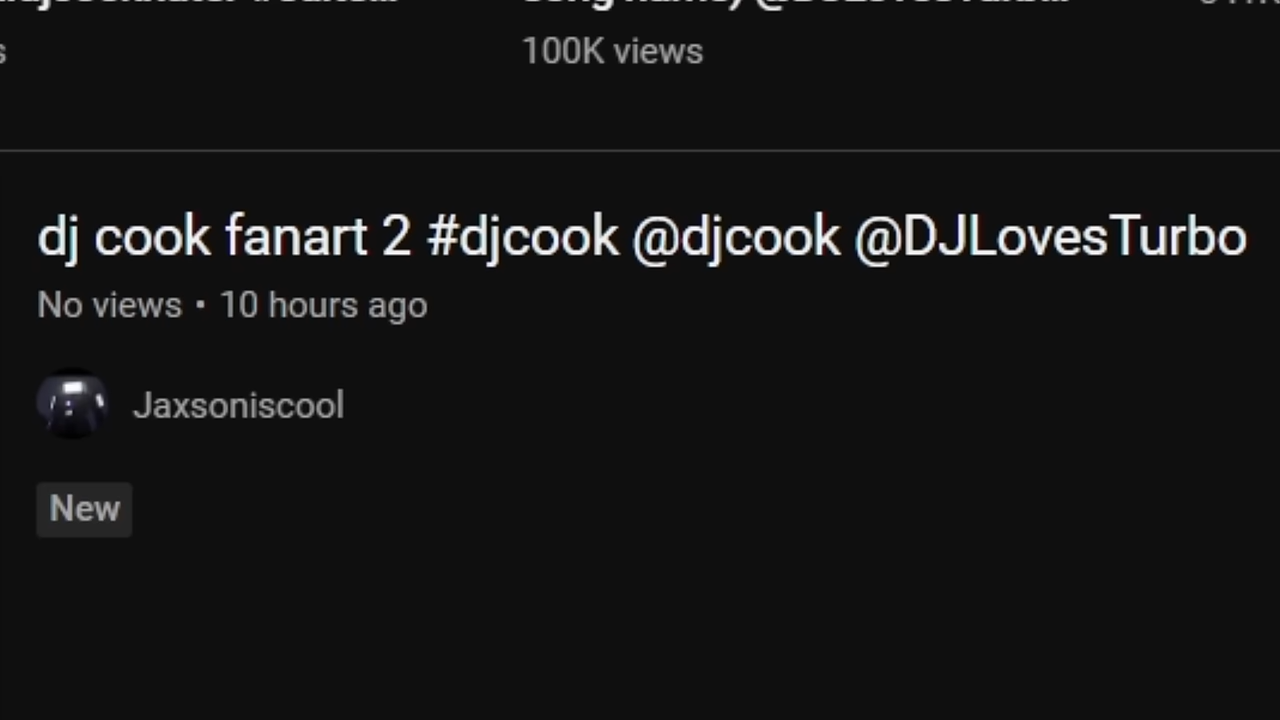 100K views
dj cook fanart 2 #djcook @djcook @DJLovesTurbo
No views • 10 hours ago
Jaxsoniscool
New